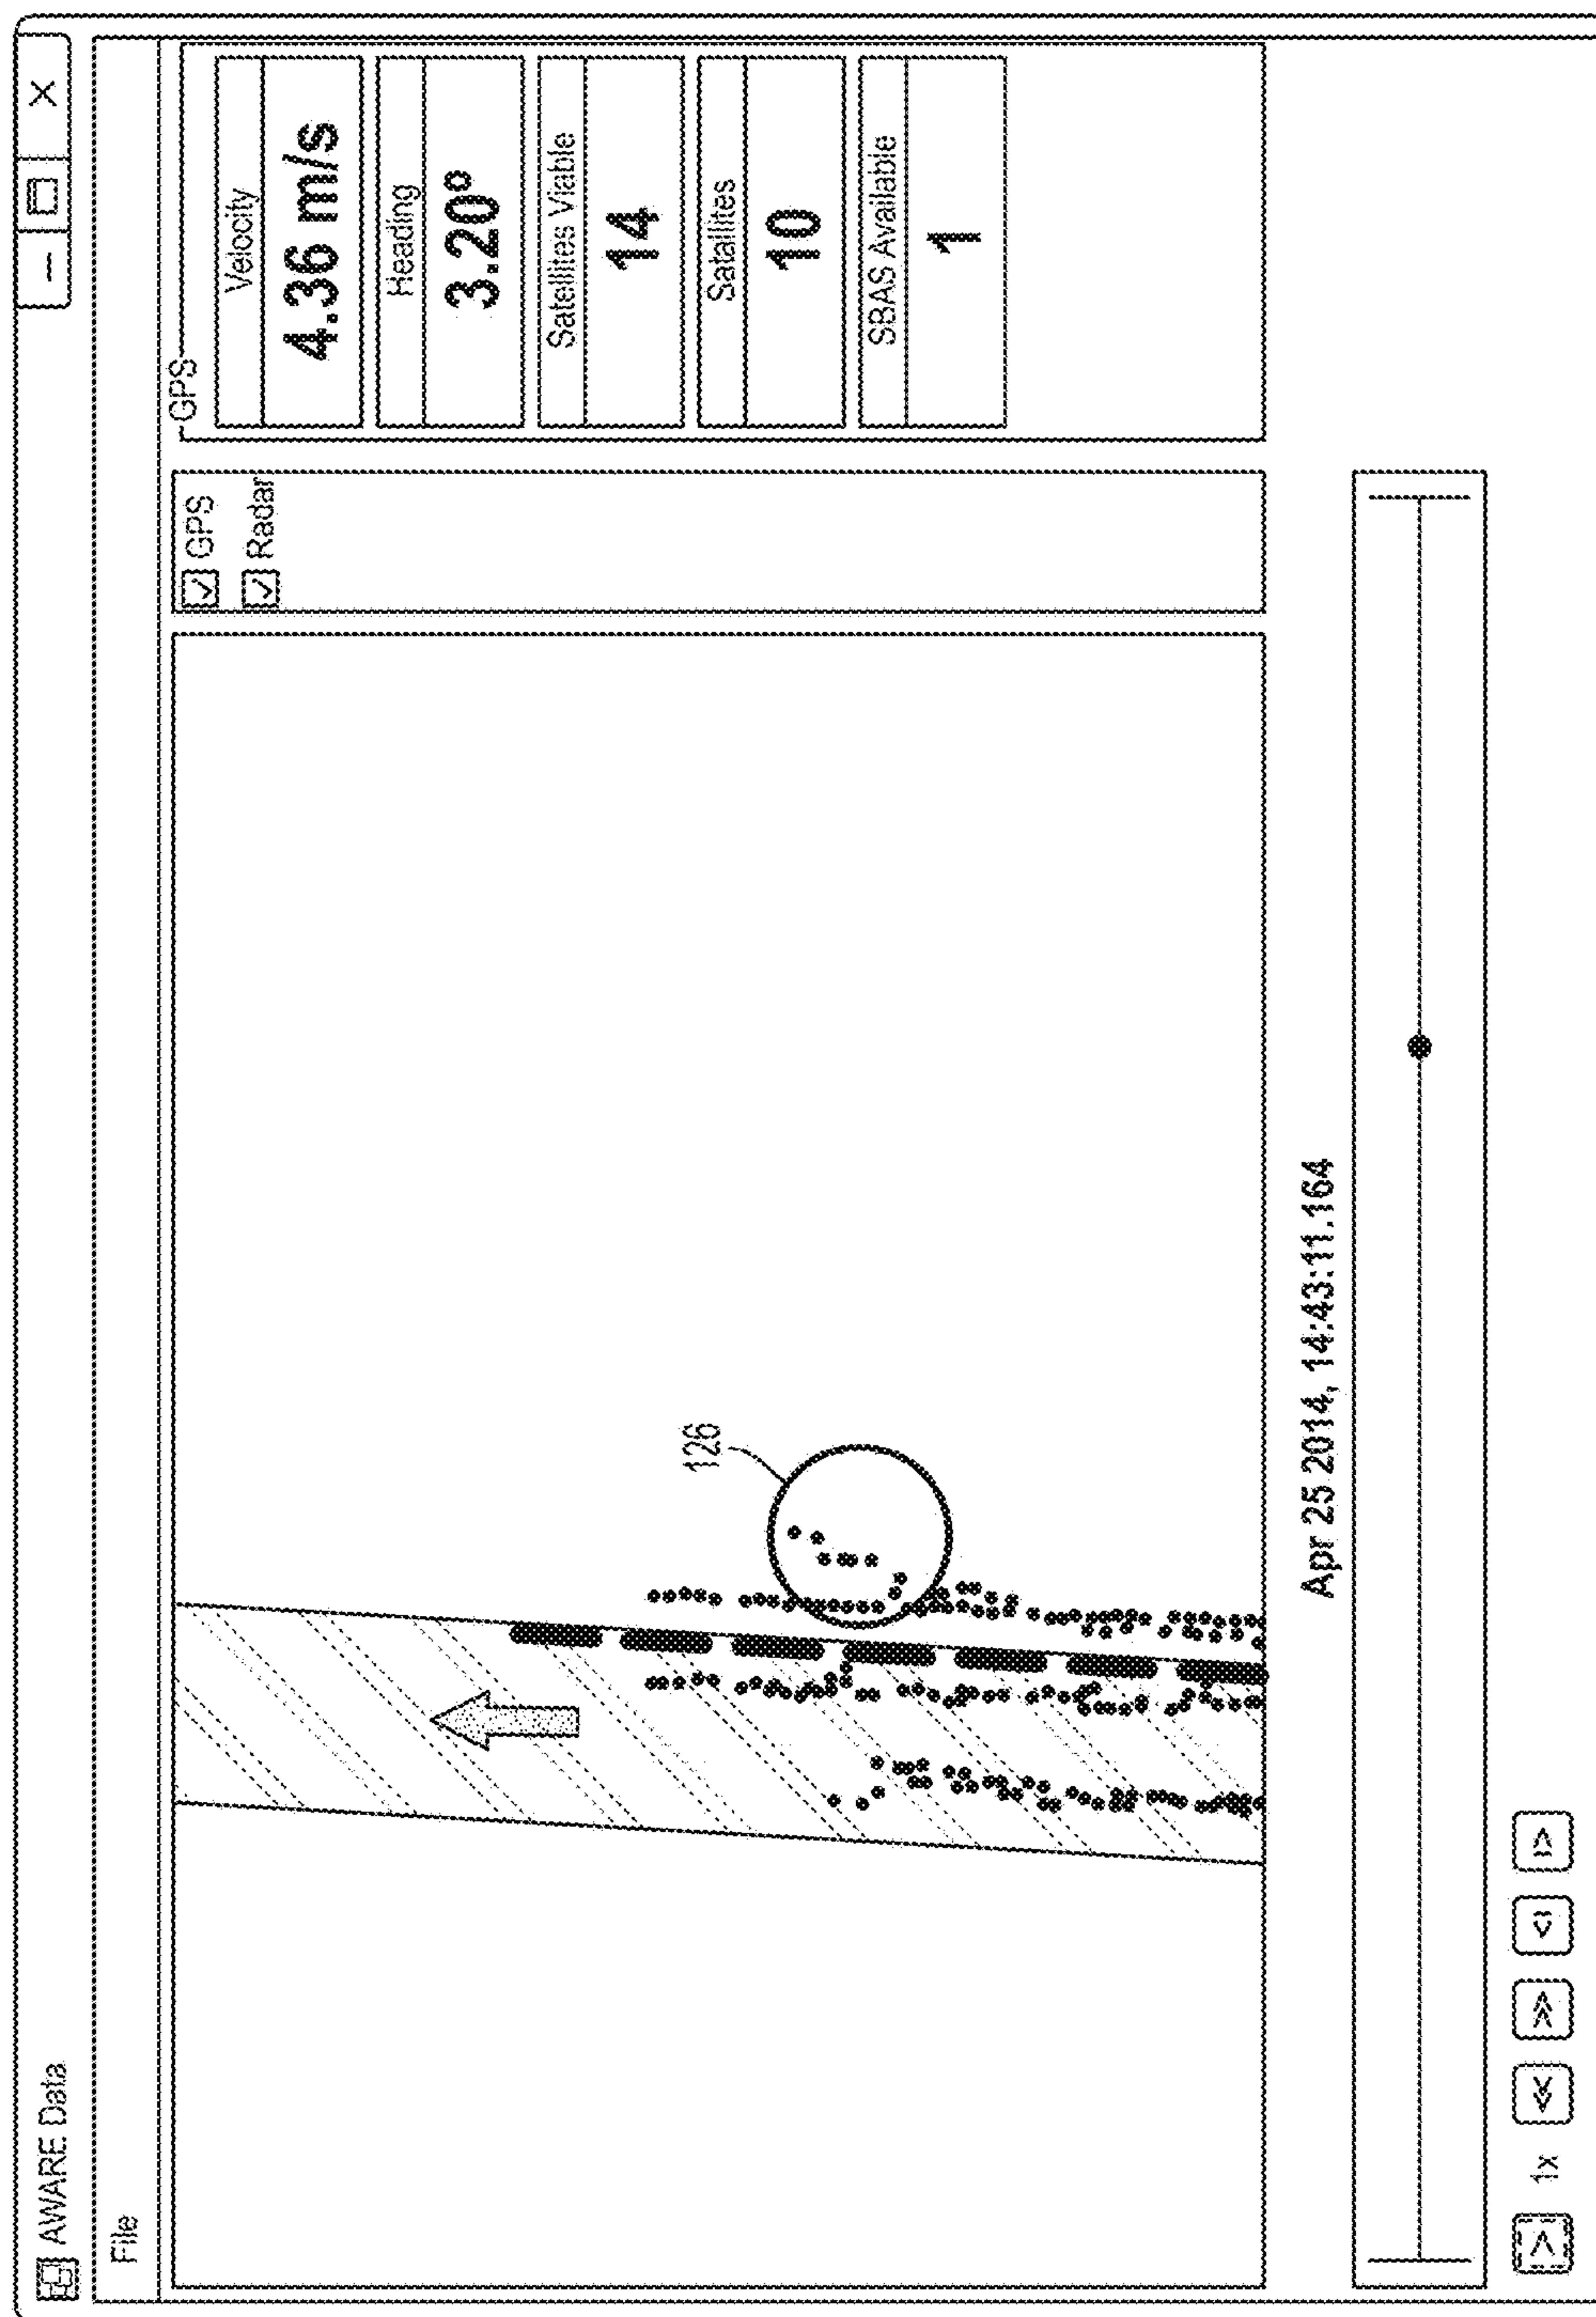 AWARE Data
File
126
GPS
Radar
GPS
Velocity
4.36 m/s
Heading
3.20°
Satellites Viable
14
Satallites
10
SBAS Available
1
Apr 25 2014, 14:43:11.164
1x